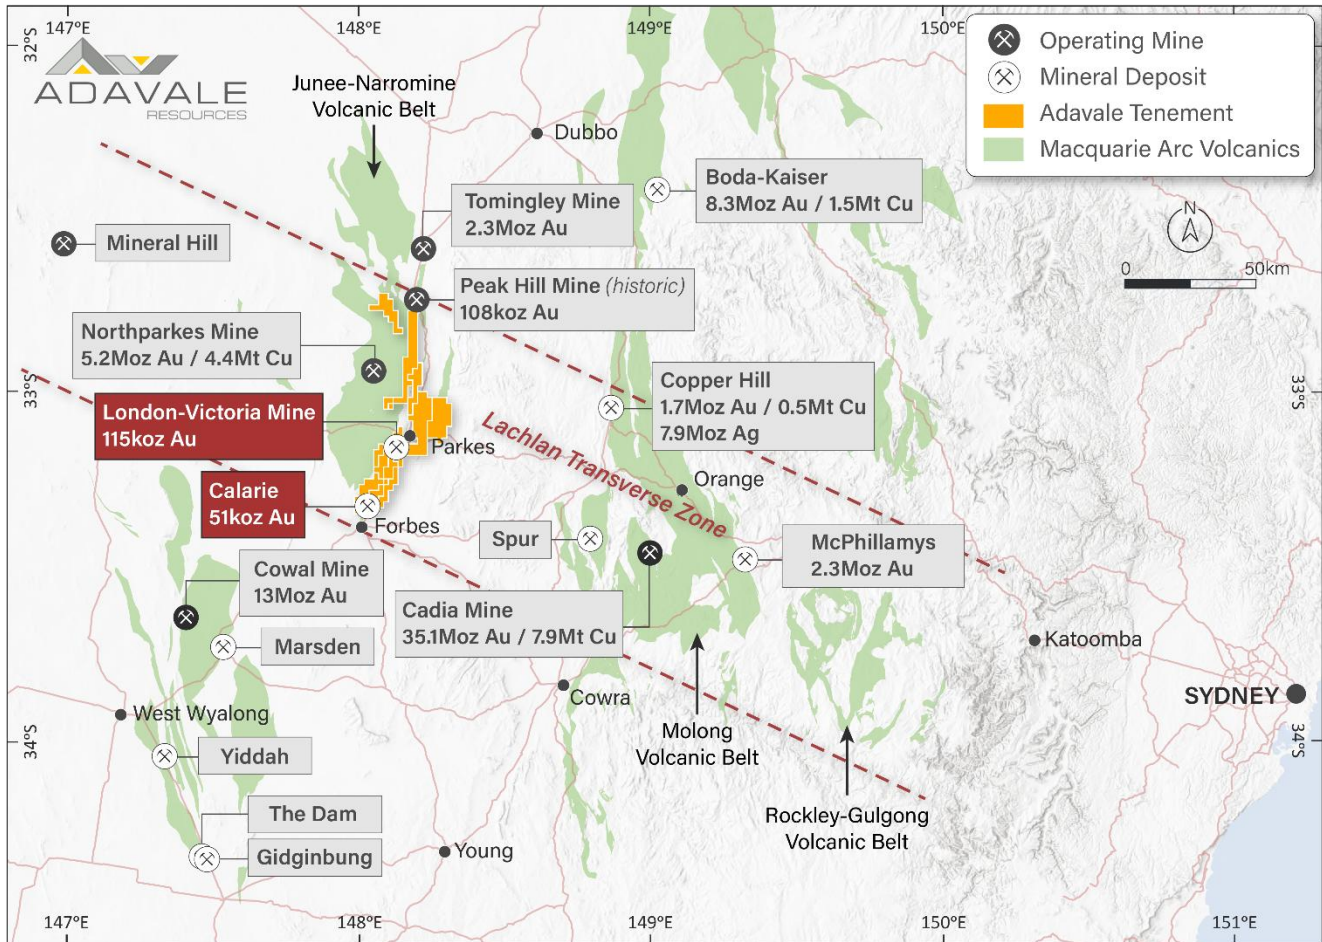 147°E
148°E
149°E
150°E
32°S
32°S
ADAVALE
RESOURCES
Operating Mine
Mineral Deposit
Adavale Tenement
Macquarie Arc Volcanics
N
0 50km
Junee-Narromine
Volcanic Belt
Dubbo
Boda-Kaiser
8.3Moz Au / 1.5Mt Cu
Tomingley Mine
2.3Moz Au
Mineral Hill
Peak Hill Mine (historic)
108koz Au
Northparkes Mine
5.2Moz Au / 4.4Mt Cu
33°S
33°S
Copper Hill
1.7Moz Au / 0.5Mt Cu
7.9Moz Ag
London-Victoria Mine
115koz Au
Parkes
Lachlan Transverse Zone
Orange
Calarie
51koz Au
Forbes
Spur
McPhillamys
2.3Moz Au
Cowal Mine
13Moz Au
Cadia Mine
35.1Moz Au / 7.9Mt Cu
Marsden
Katoomba
SYDNEY
Cowra
West Wyalong
Molong
Volcanic Belt
34°S
34°S
Yiddah
The Dam
Gidginbung
Young
Rockley-Gulgong
Volcanic Belt
147°E
148°E
149°E
150°E
151°E